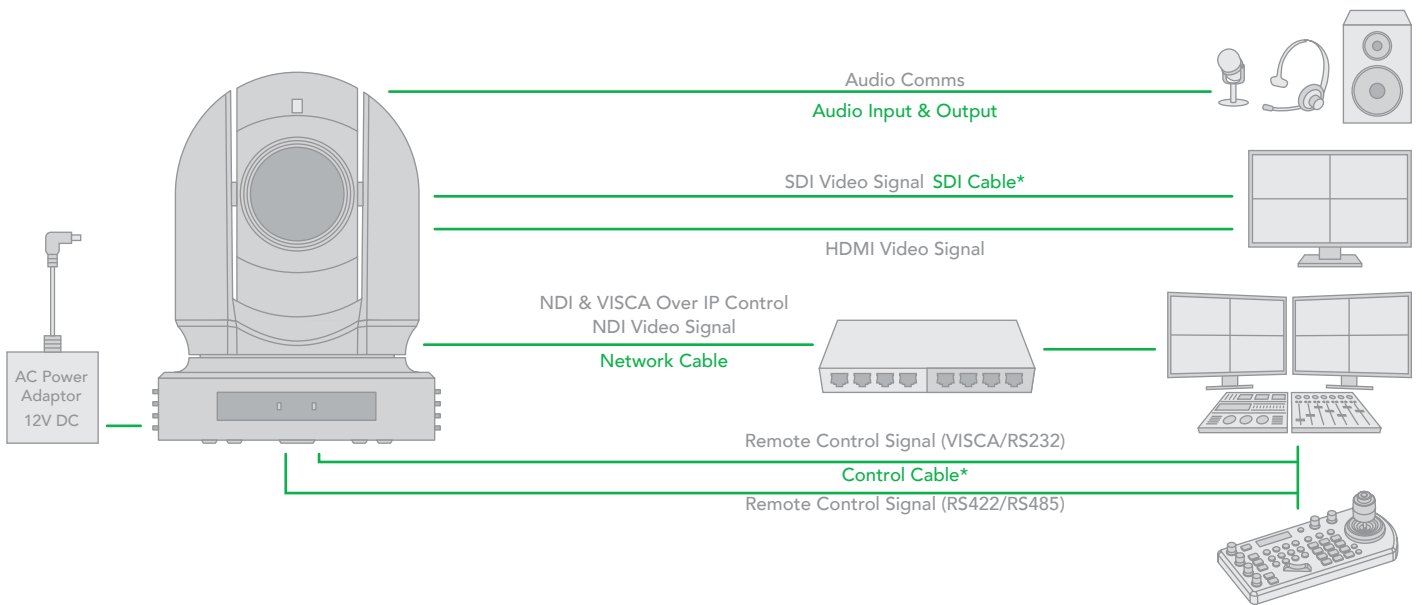 Audio Comms
Audio Input & Output
SDI Video Signal SDI Cable*
HDMI Video Signal
NDI & VISCA Over IP Control
NDI Video Signal
Network Cable
AC Power
Adaptor
12V DC
Remote Control Signal (VISCA/RS232)
Control Cable*
Remote Control Signal (RS422/RS485)